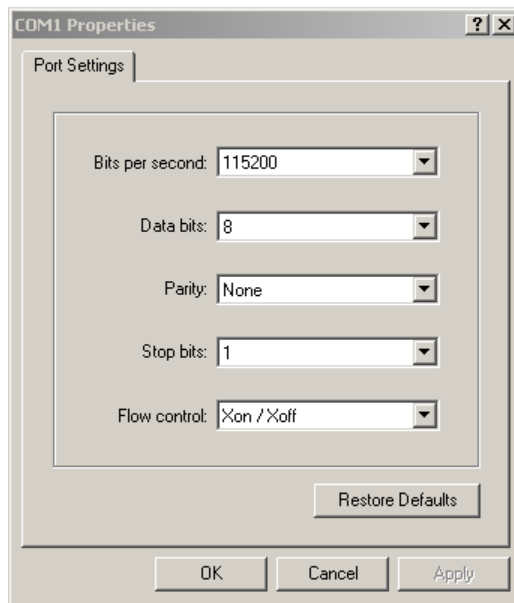 COM1 Properties
Port Settings
Bits per second: 115200
Data bits: 8
Parity: None
Stop bits: 1
Flow control: Xon / Xoff
Restore Defaults
OK Cancel Apply